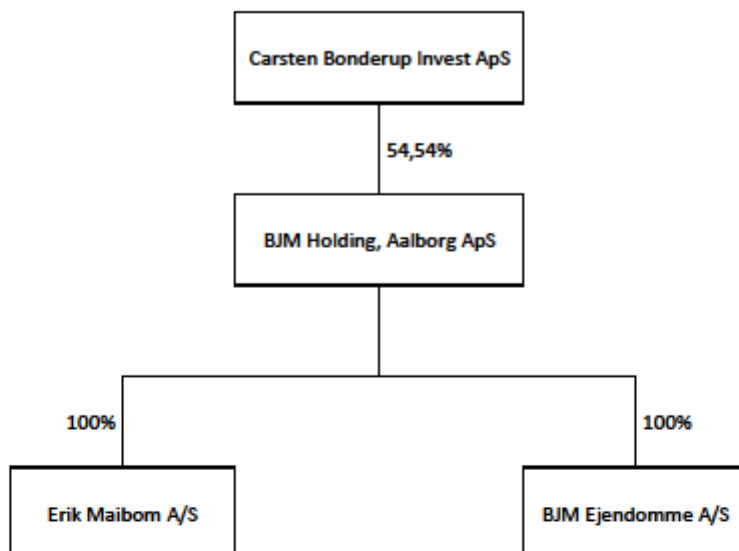 Carsten Bonderup Invest ApS
54,54%
BJM Holding, Aalborg ApS
100%
100%
Erik Maibom A/S
BJM Ejendomme A/S